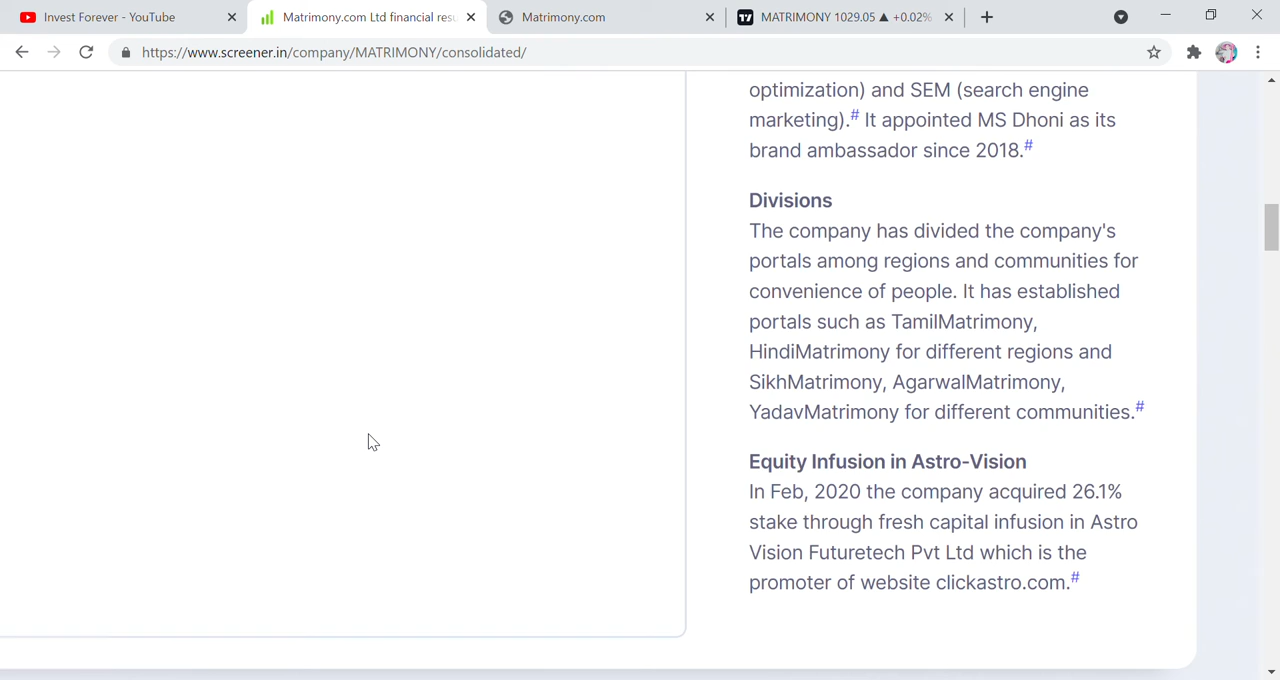 Invest Forever - YouTube
Matrimony.com Ltd financial resu
Matrimony.com
MATRIMONY 1029.05 ▲ +0.02%
https://www.screener.in/company/MATRIMONY/consolidated/
optimization) and SEM (search engine
marketing).# It appointed MS Dhoni as its
brand ambassador since 2018.#
Divisions
The company has divided the company's
portals among regions and communities for
convenience of people. It has established
portals such as TamilMatrimony,
HindiMatrimony for different regions and
SikhMatrimony, AgarwalMatrimony,
YadavMatrimony for different communities.#
Equity Infusion in Astro-Vision
In Feb, 2020 the company acquired 26.1%
stake through fresh capital infusion in Astro
Vision Futuretech Pvt Ltd which is the
promoter of website clickastro.com.#